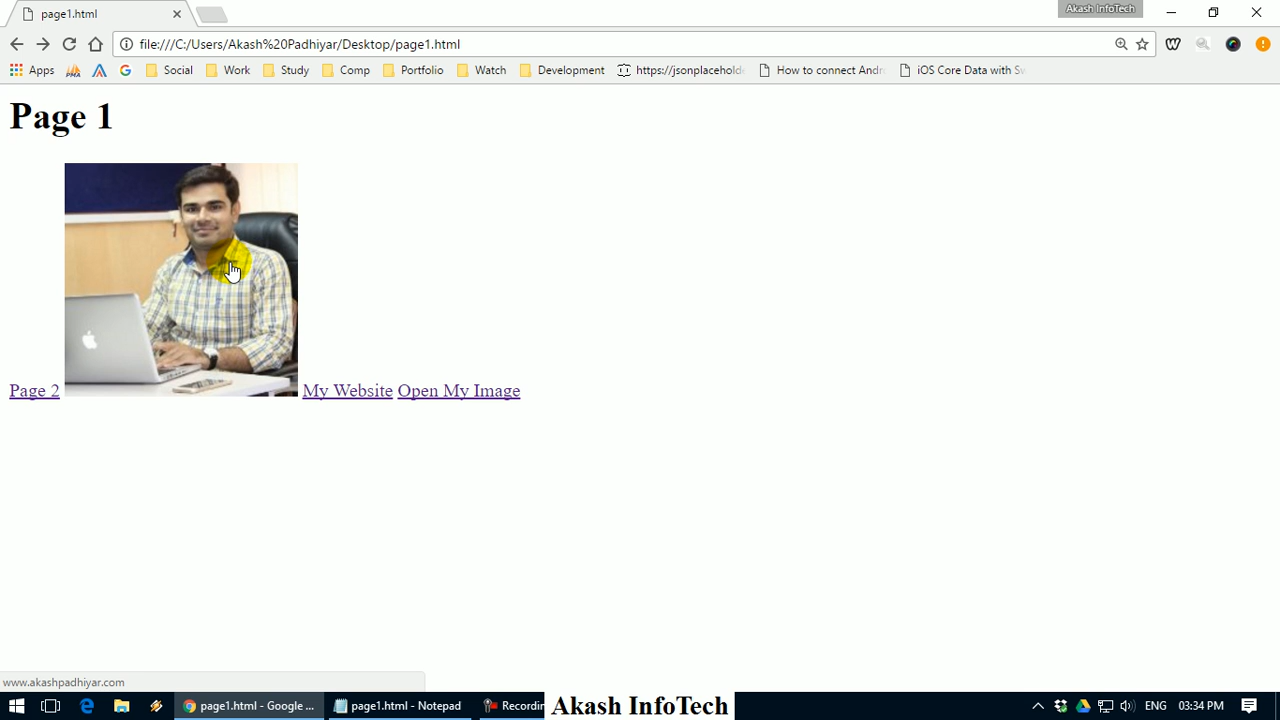 page1.html
Akash InfoTech
file:///C:/Users/Akash%20Padhiyar/Desktop/page1.html
Apps Social Work Study Comp Portfolio Watch Development https://jsonplacehold How to connect Andr iOS Core Data with Sv
Page 1
Page 2 My Website Open My Image
www.akashpadhiyar.com
page1.html - Google ... page1.html - Notepad Recordin Akash InfoTech ENG 03:34 PM